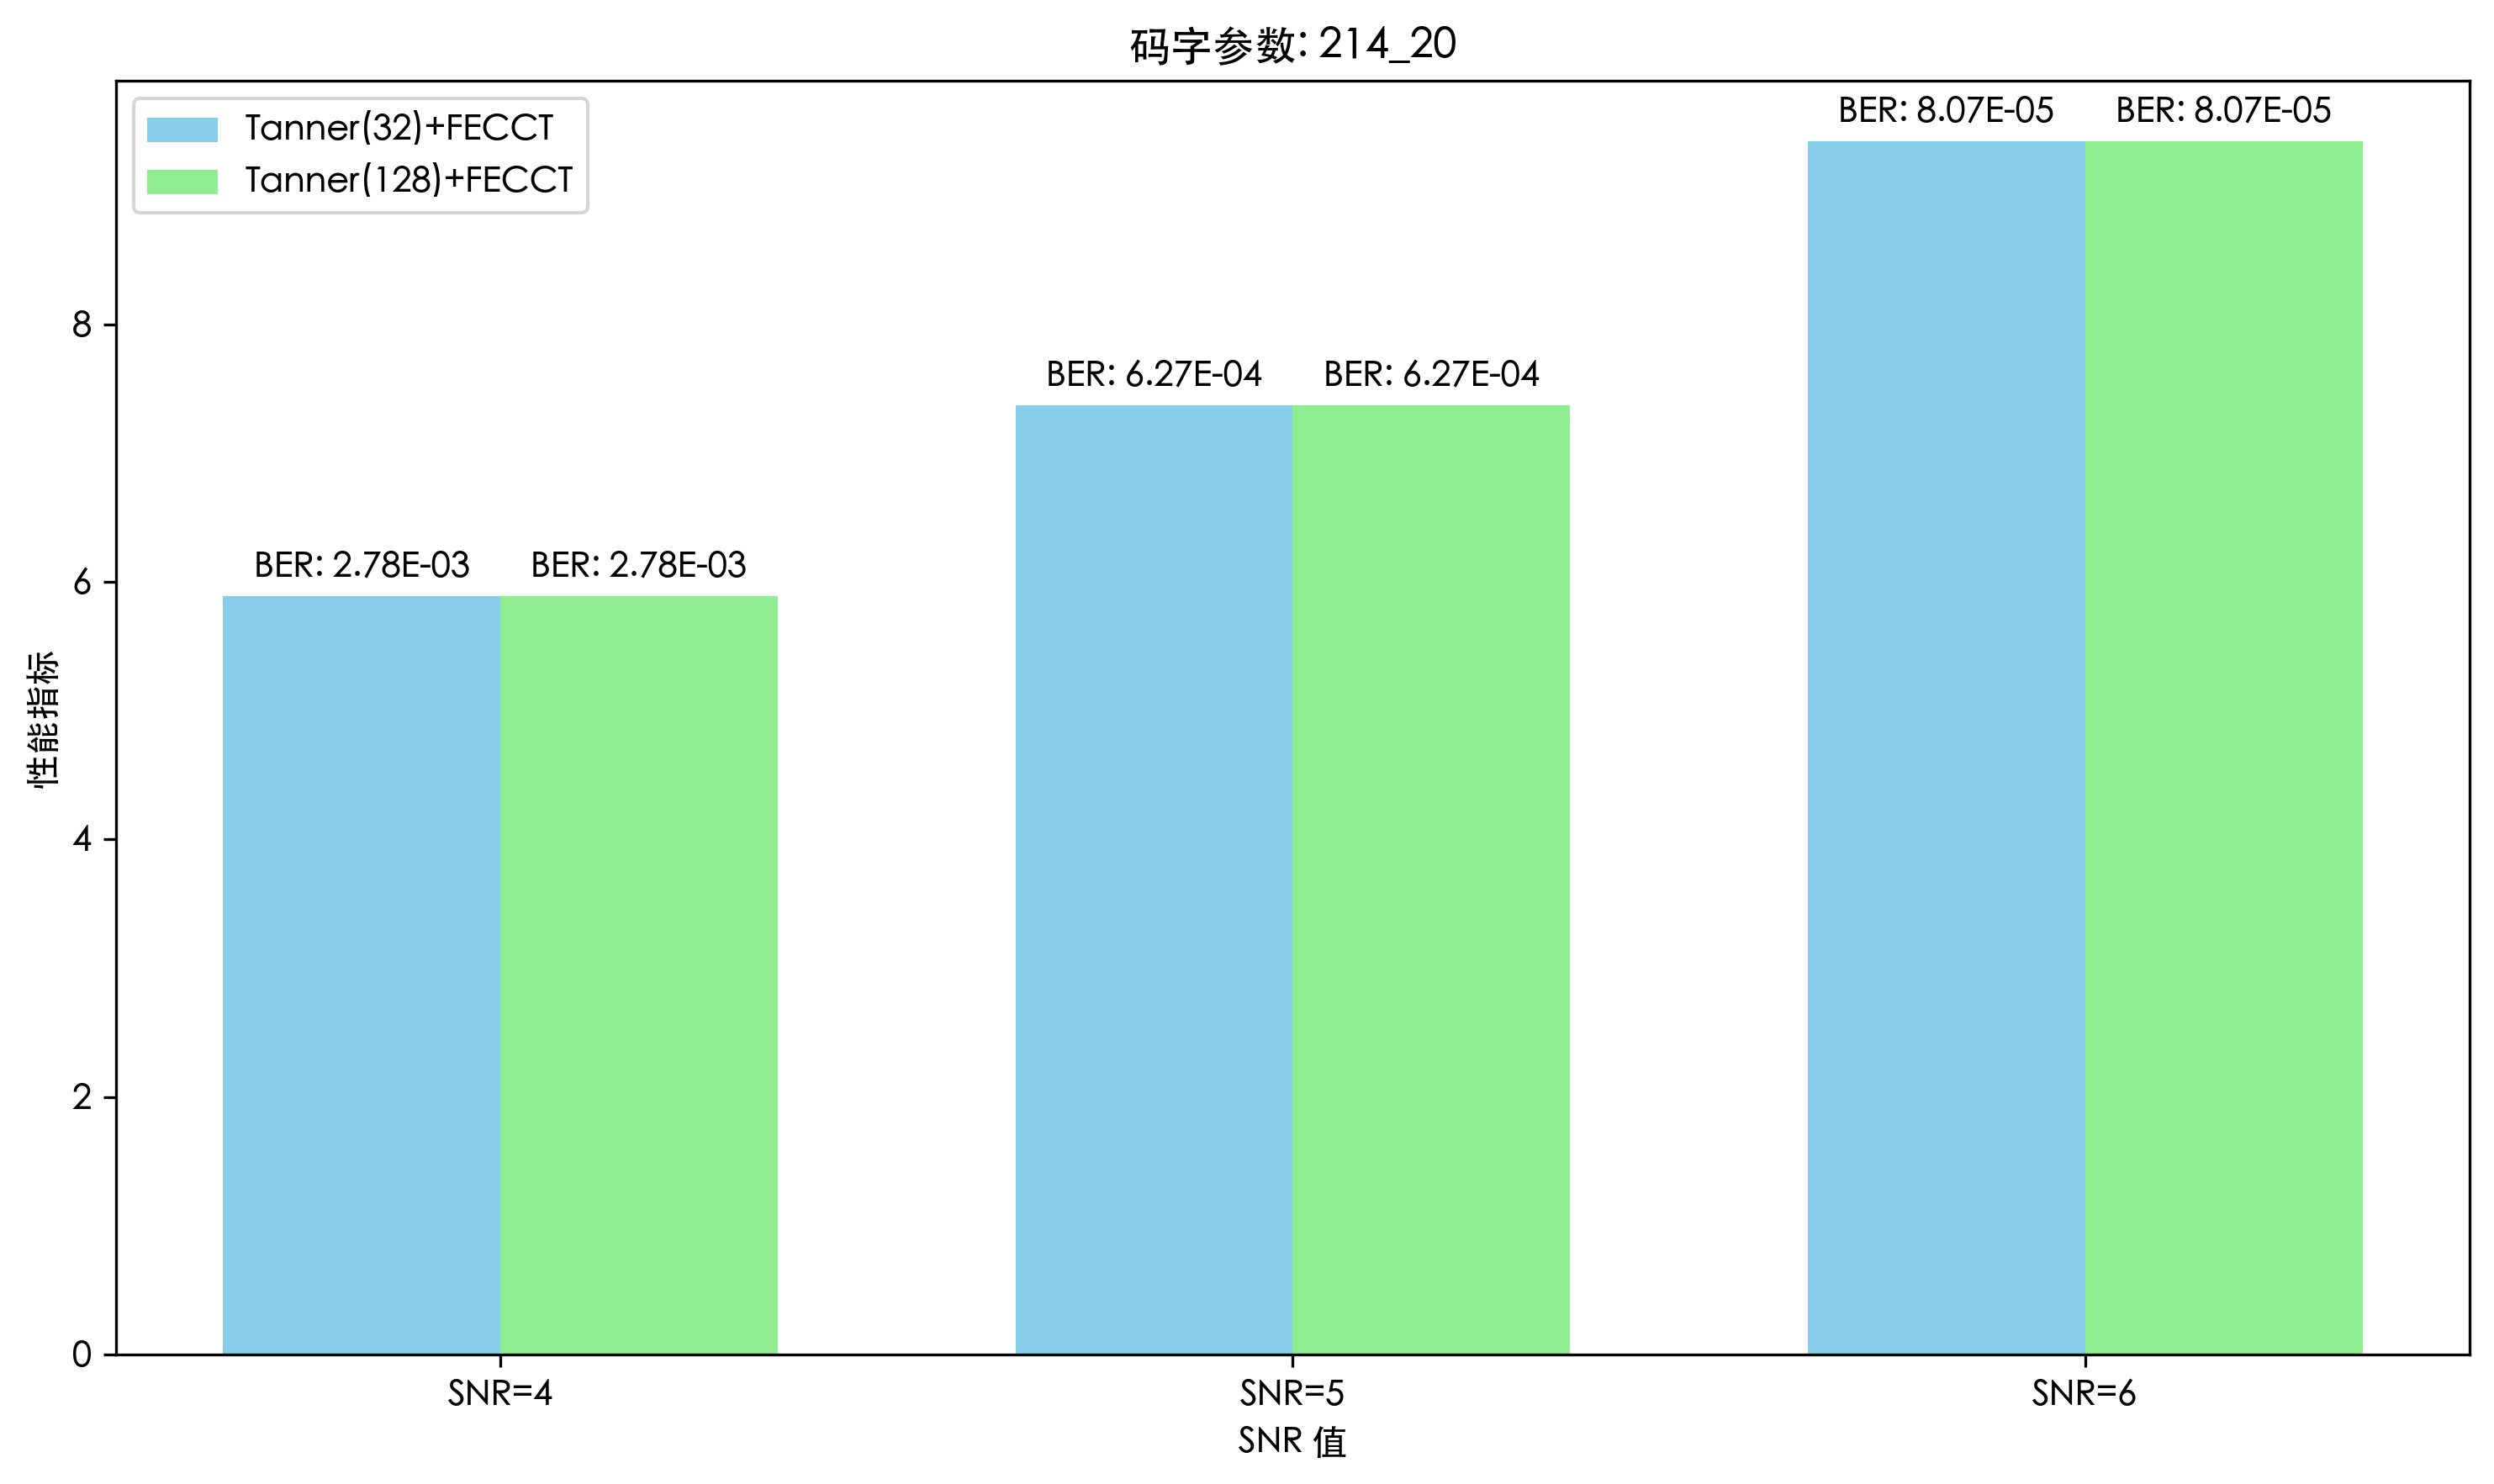 码字参数: 214_20
Tanner(32)+FECCT
Tanner(128)+FECCT
BER: 8.07E-05 BER: 8.07E-05
BER: 6.27E-04 BER: 6.27E-04
BER: 2.78E-03 BER: 2.78E-03
性能指标
8
6
4
2
0
SNR=4 SNR=5 SNR=6
SNR 值